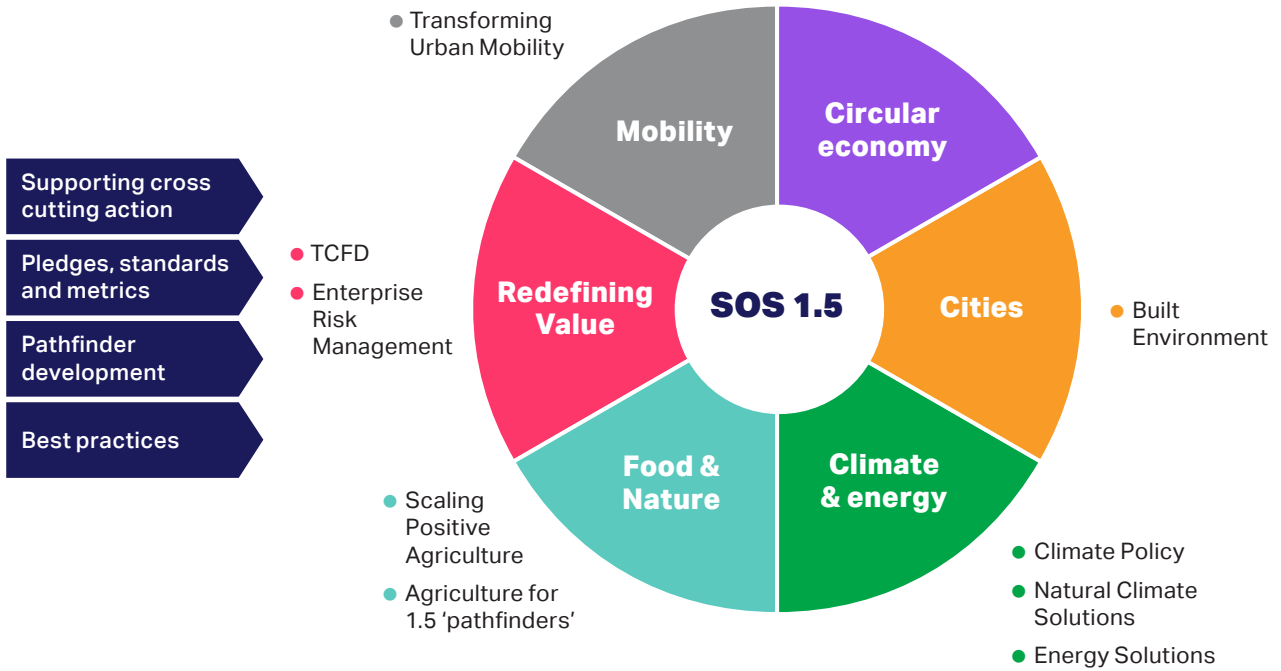 Transforming
Urban Mobility
Mobility
Circular
economy
Supporting cross
cutting action
Pledges, standards
and metrics
Pathfinder
development
Best practices
TCFD
Enterprise
Risk
Management
Redefining
Value
SOS 1.5
Cities
Built
Environment
Food &
Nature
Climate
& energy
Scaling
Positive
Agriculture
Agriculture for
1.5 ‘pathfinders’
Climate Policy
Natural Climate
Solutions
Energy Solutions